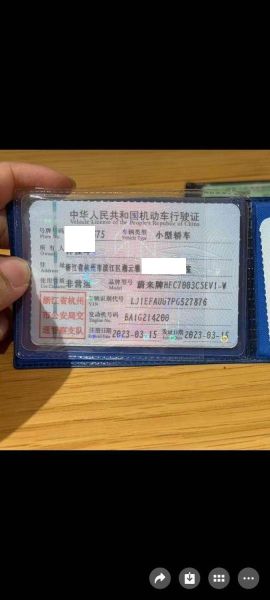 中华人民共和国机动车行驶证
Vehicle License of the People's Republic of China
号牌号码 75 车辆类型 小型轿车
Plate No. Vehicle Type
所有人
Owner
住址 浙江省杭州市滨江区
Address
使用性质 非营运 品牌型号 蔚来牌HFC7003CSEV1-W
Use Character Model
浙江省杭州
市公安局交
通警察支队
车辆识别代号 LJ1EFAUU7PG527876
VIN
发动机号码 BA1G214200
Engine No.
注册日期 2023-03-15 发证日期 2023-03-15
Register Date Issue Date